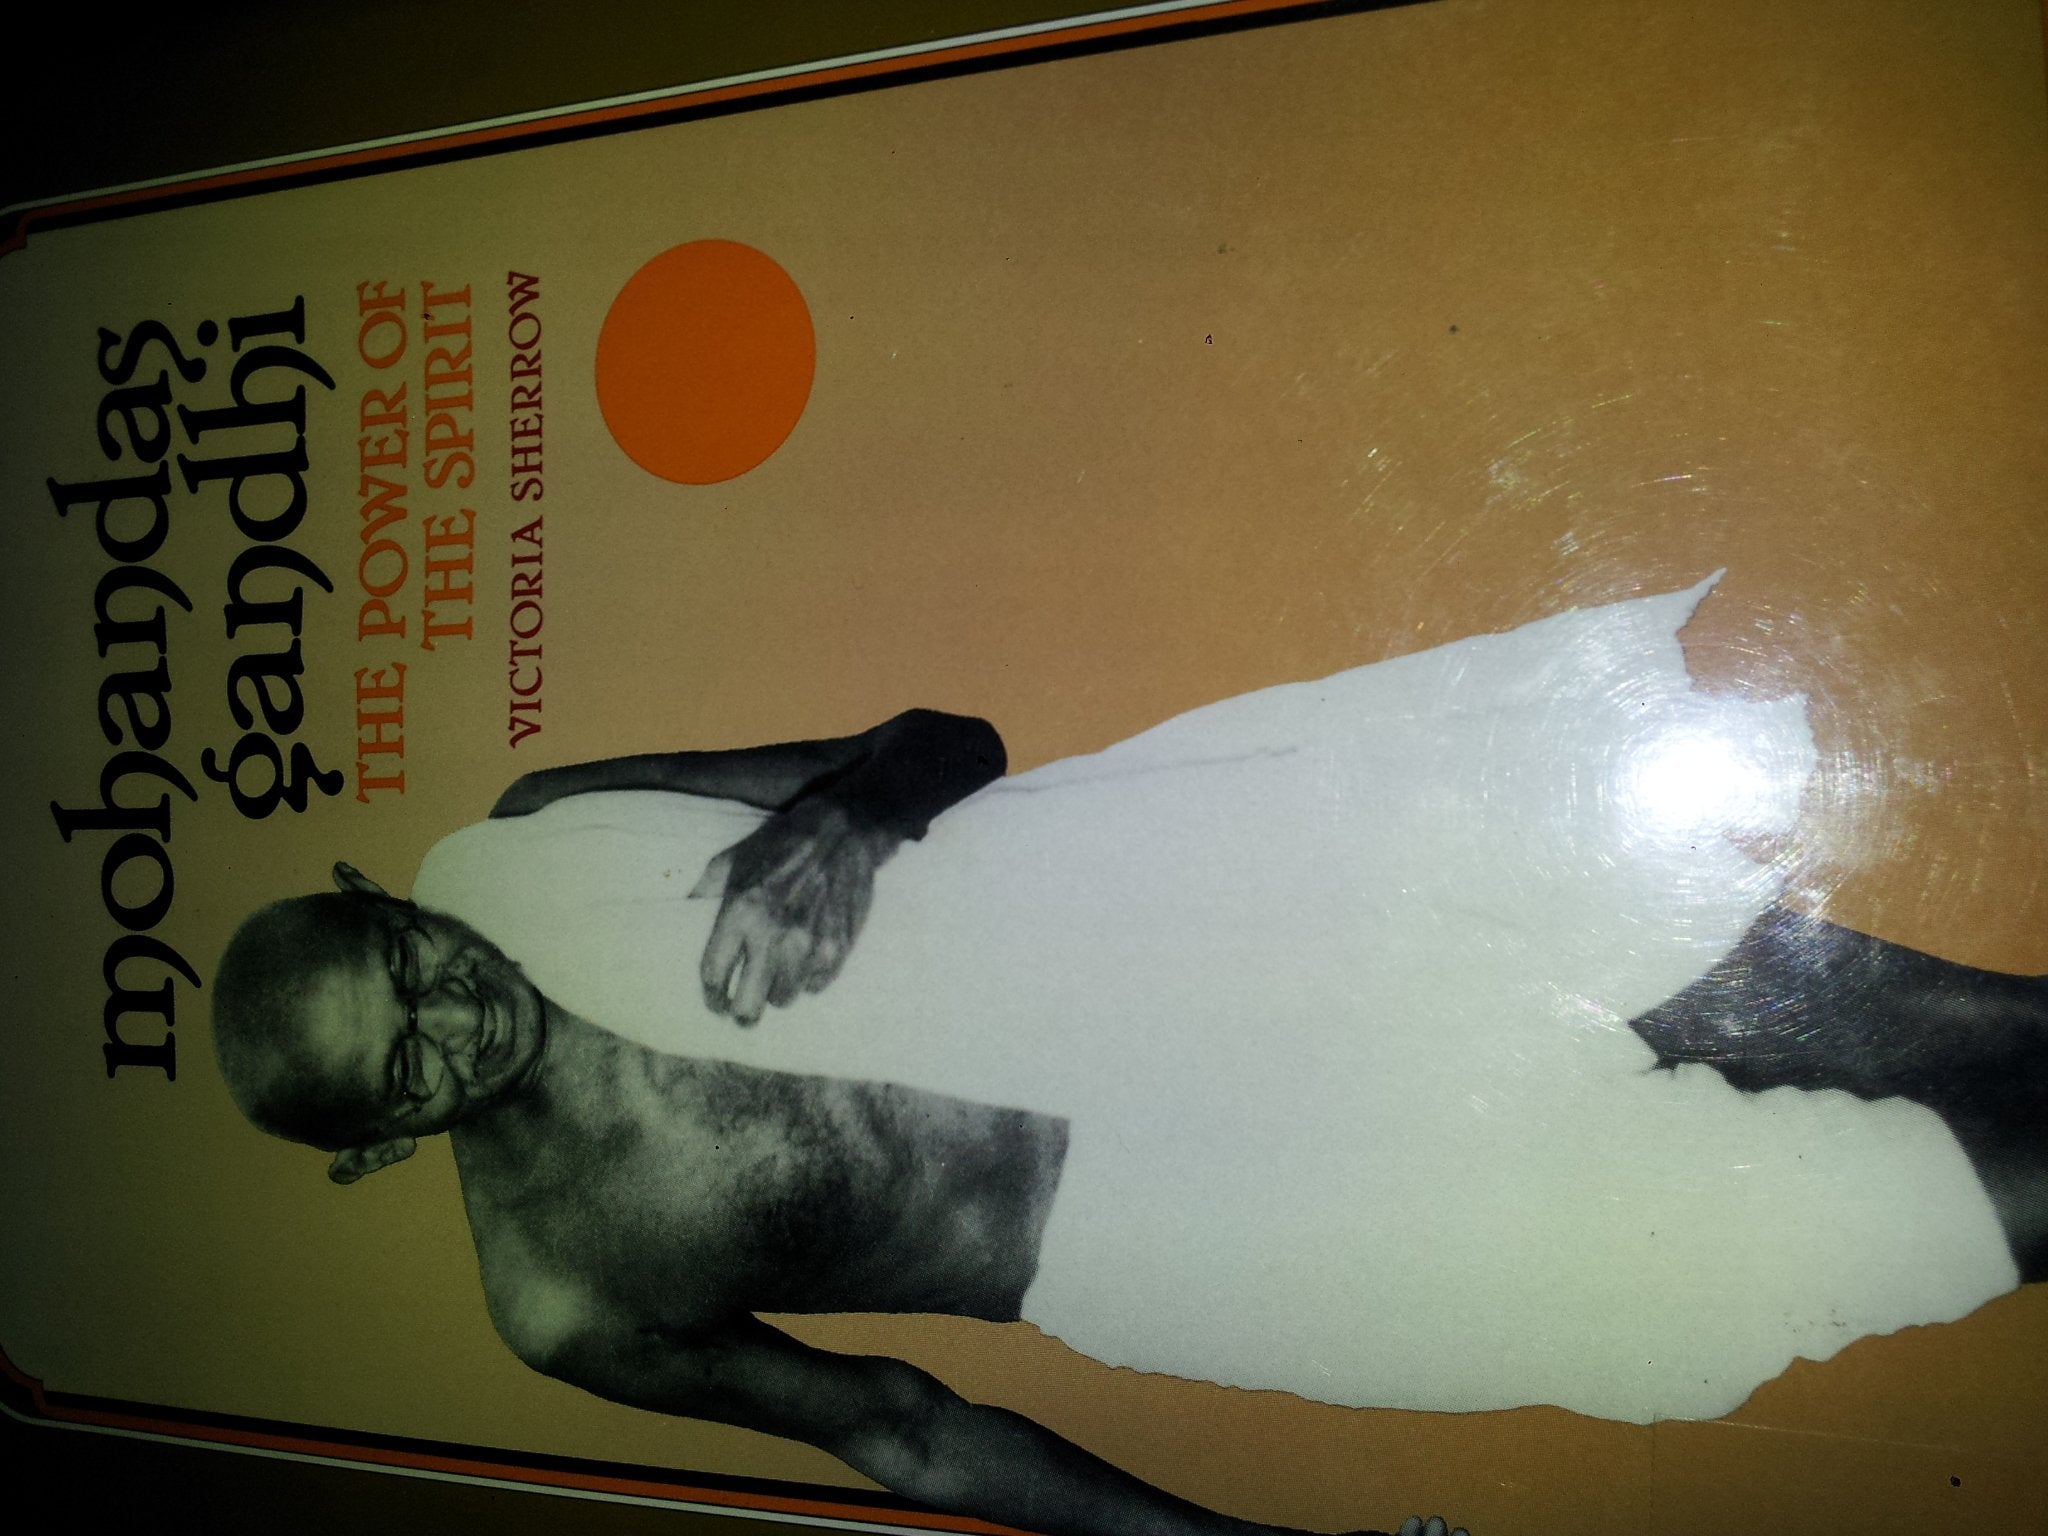 mohandas
gandhi
THE POWER OF
THE SPIRIT
VICTORIA SHERROW